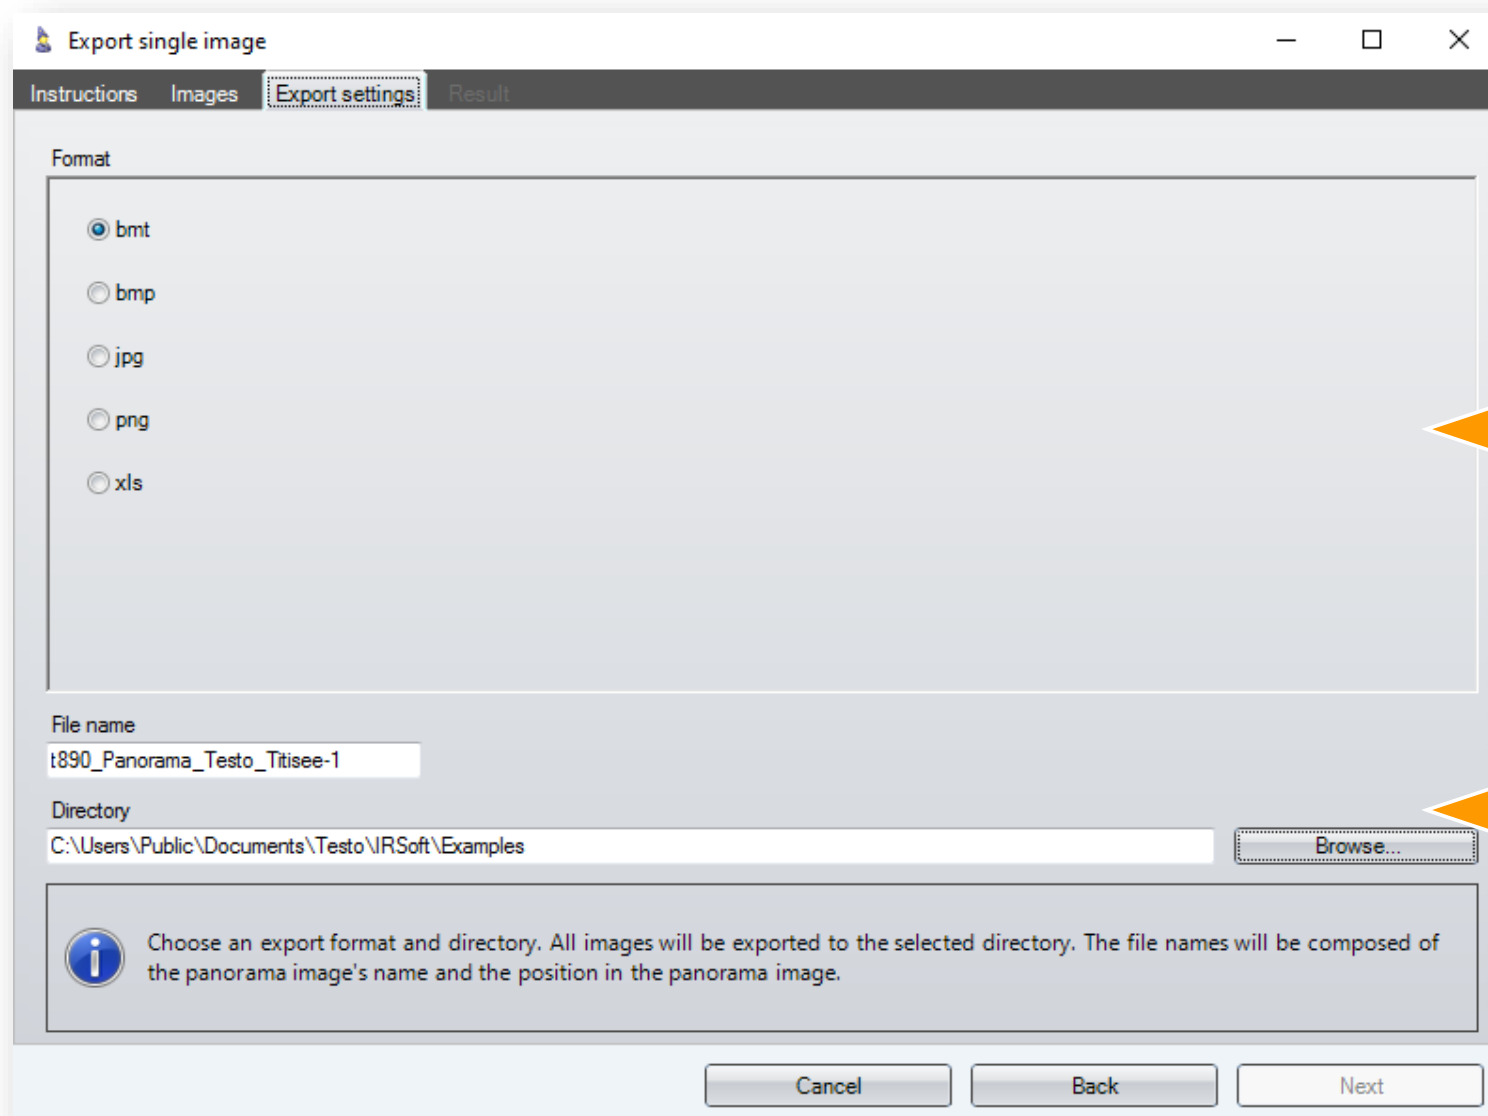 Export single image
Instructions Images Export settings Result
Format
bmt
bmp
jpg
png
xls
File name
t890_Panorama_Testo_Titisee-1
Directory
C:\Users\Public\Documents\Testo\IRSoft\Examples
Browse...
Choose an export format and directory. All images will be exported to the selected directory. The file names will be composed of
the panorama image's name and the position in the panorama image.
Cancel Back Next